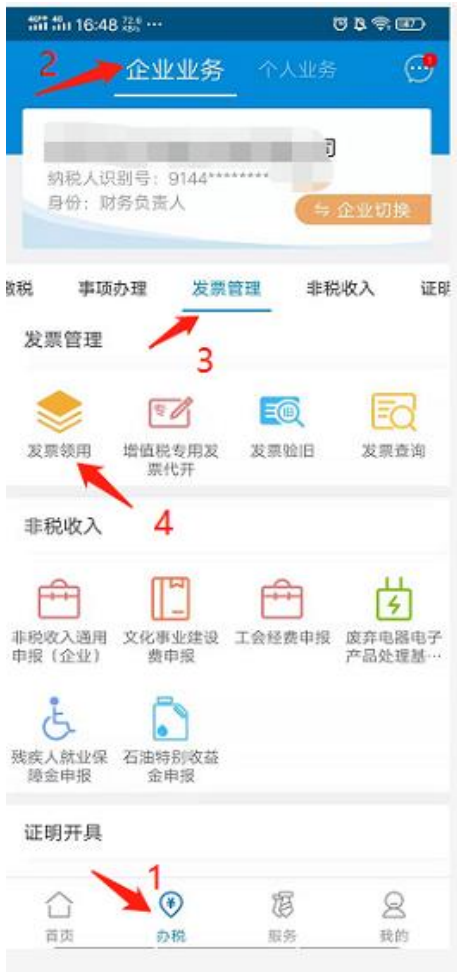 16:48
2 企业业务 个人业务
司
纳税人识别号：9144********
身份：财务负责人
企业切换
缴税 事项办理 发票管理 非税收入 证明
发票管理
3
发票领用 增值税专用发票代开 发票验旧 发票查询
4
非税收入
非税收入通用申报（企业） 文化事业建设费申报 工会经费申报 废弃电器电子产品处理基…
残疾人就业保障金申报 石油特别收益金申报
证明开具
1
首页 办税 服务 我的